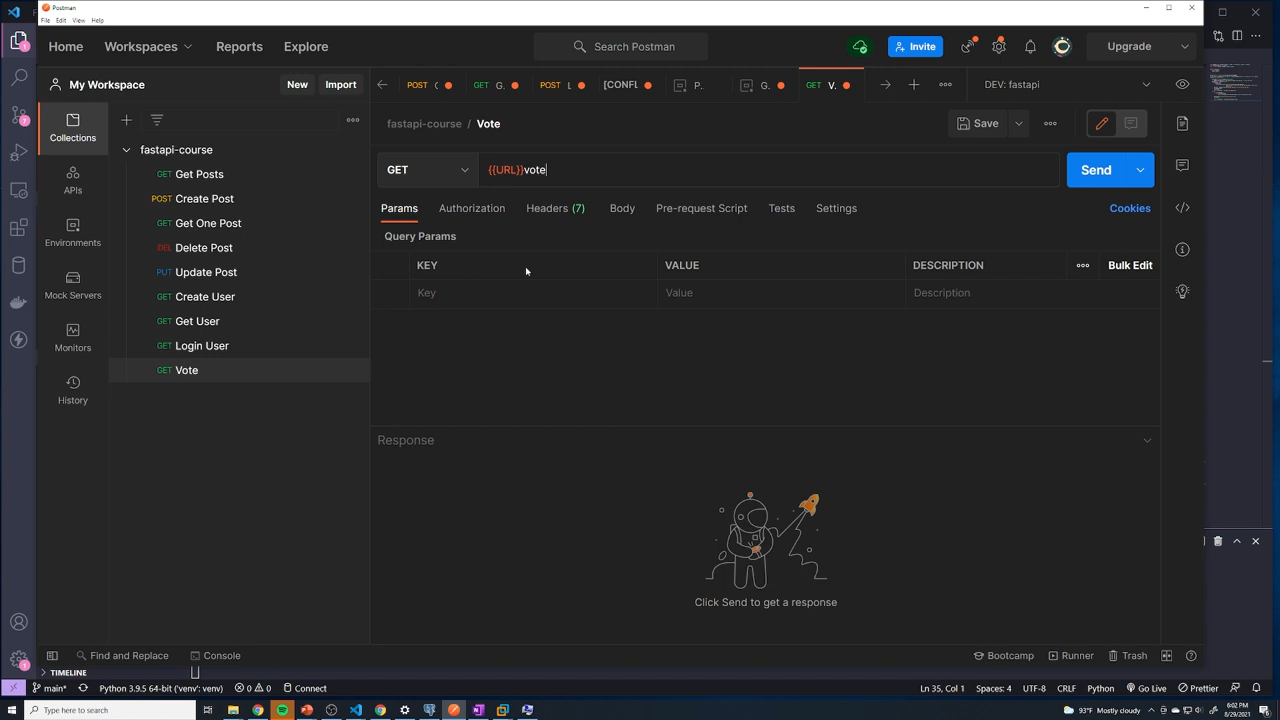 Postman
File Edit View Help
Home Workspaces Reports Explore Search Postman Invite Upgrade
My Workspace New Import POST GET G. POST L [CONFL P. G. GET V. DEV: fastapi
fastapi-course / Vote Save
Collections
APIs
Environments
Mock Servers
Monitors
History
fastapi-course
GET Get Posts
POST Create Post
GET Get One Post
DEL Delete Post
PUT Update Post
GET Create User
GET Get User
GET Login User
GET Vote
GET {{URL}}vote Send
Params Authorization Headers (7) Body Pre-request Script Tests Settings Cookies
Query Params
KEY VALUE DESCRIPTION Bulk Edit
Key Value Description
Response
Click Send to get a response
Find and Replace Console Bootcamp Runner Trash
TIMELINE
main* Python 3.9.5 64-bit ('venv': venv) 0 0 Connect Ln 35, Col 1 Spaces: 4 UTF-8 CRLF Python Go Live Prettier
Type here to search 93°F Mostly cloudy 6:02 PM
8/29/2021